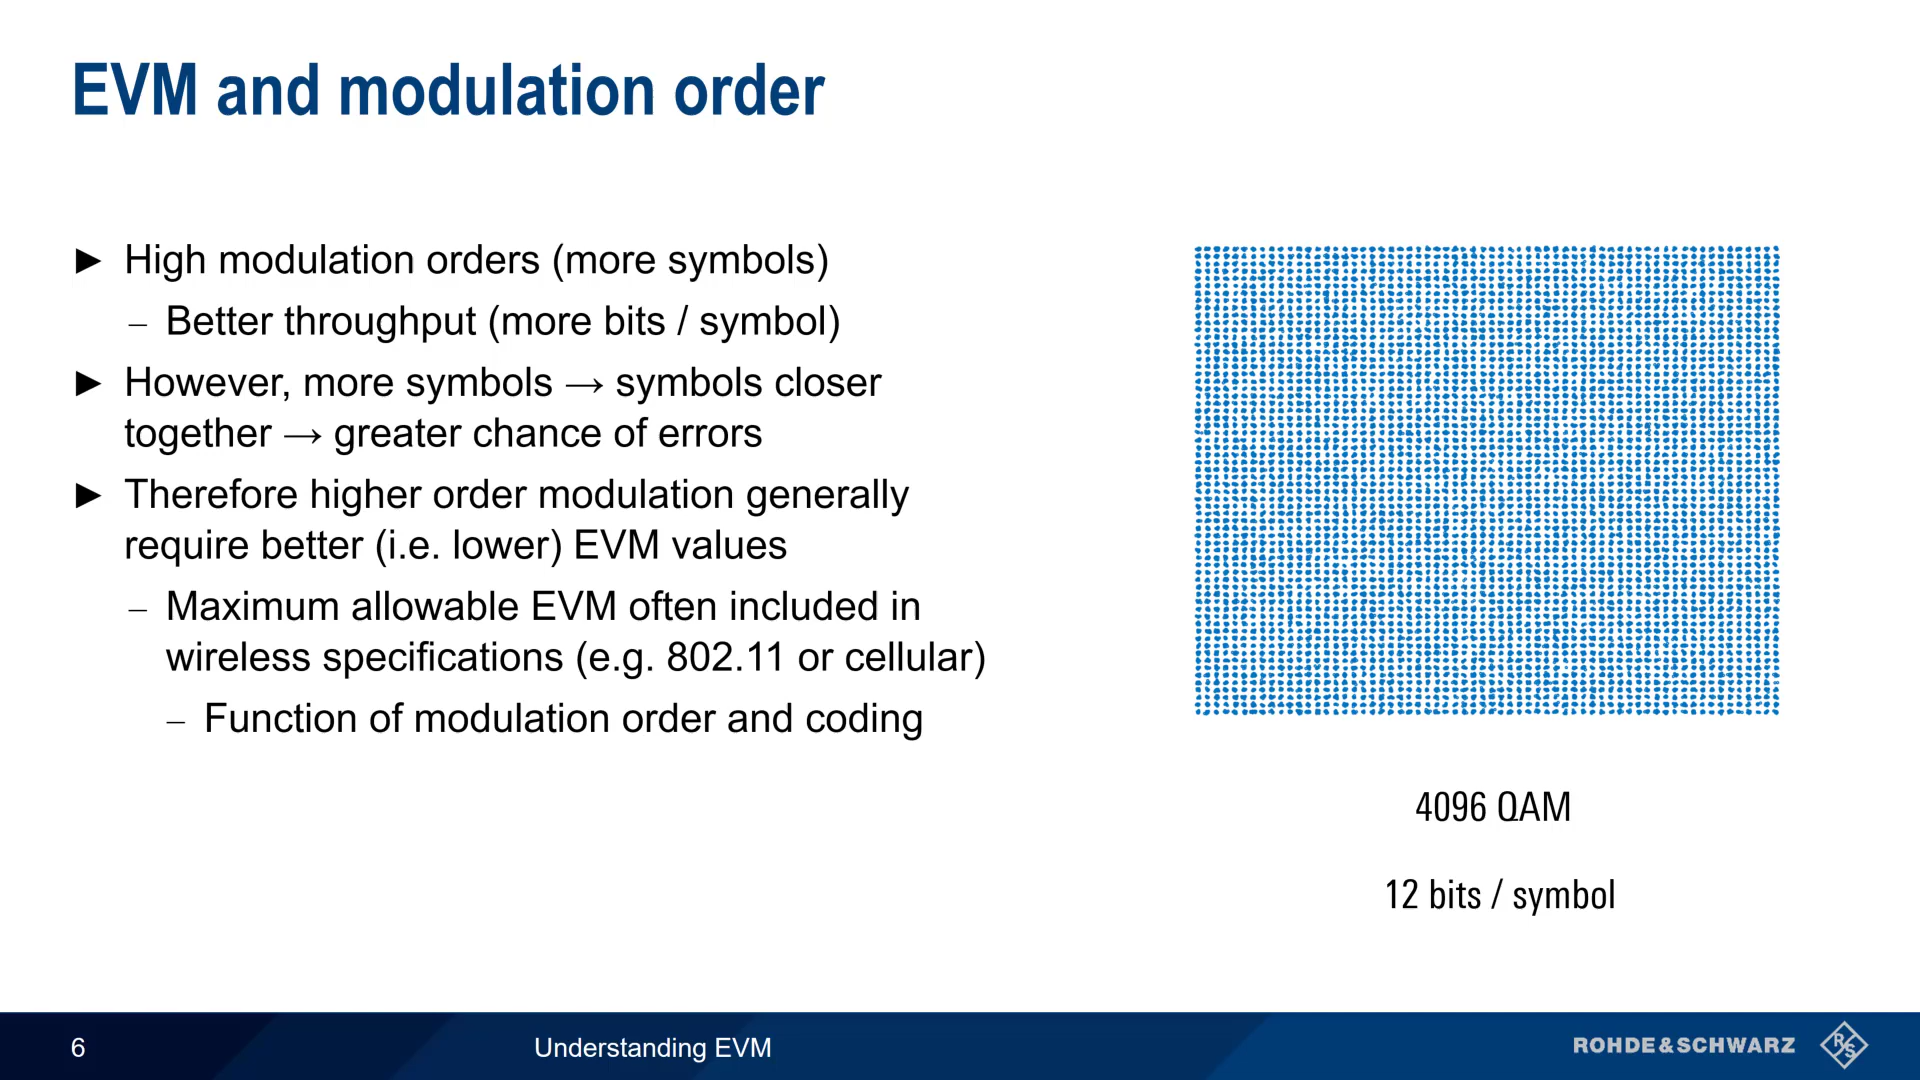 EVM and modulation order
► High modulation orders (more symbols)
– Better throughput (more bits / symbol)
► However, more symbols → symbols closer
together → greater chance of errors
► Therefore higher order modulation generally
require better (i.e. lower) EVM values
– Maximum allowable EVM often included in
wireless specifications (e.g. 802.11 or cellular)
– Function of modulation order and coding
4096 QAM
12 bits / symbol
6
Understanding EVM
ROHDE&SCHWARZ
R&S